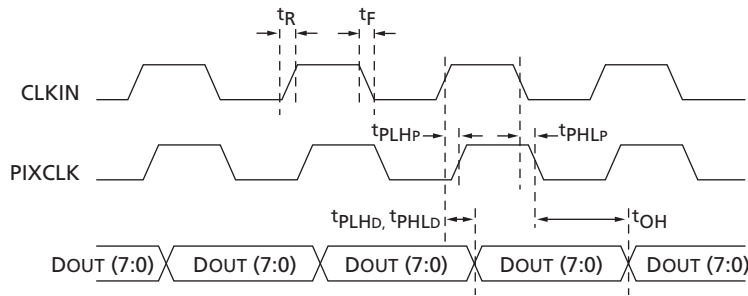 tR tF
CLKIN
tPLHP tPHLP
PIXCLK
tPLHD, tPHLD tOH
DOUT (7:0) DOUT (7:0) DOUT (7:0) DOUT (7:0) DOUT (7:0)